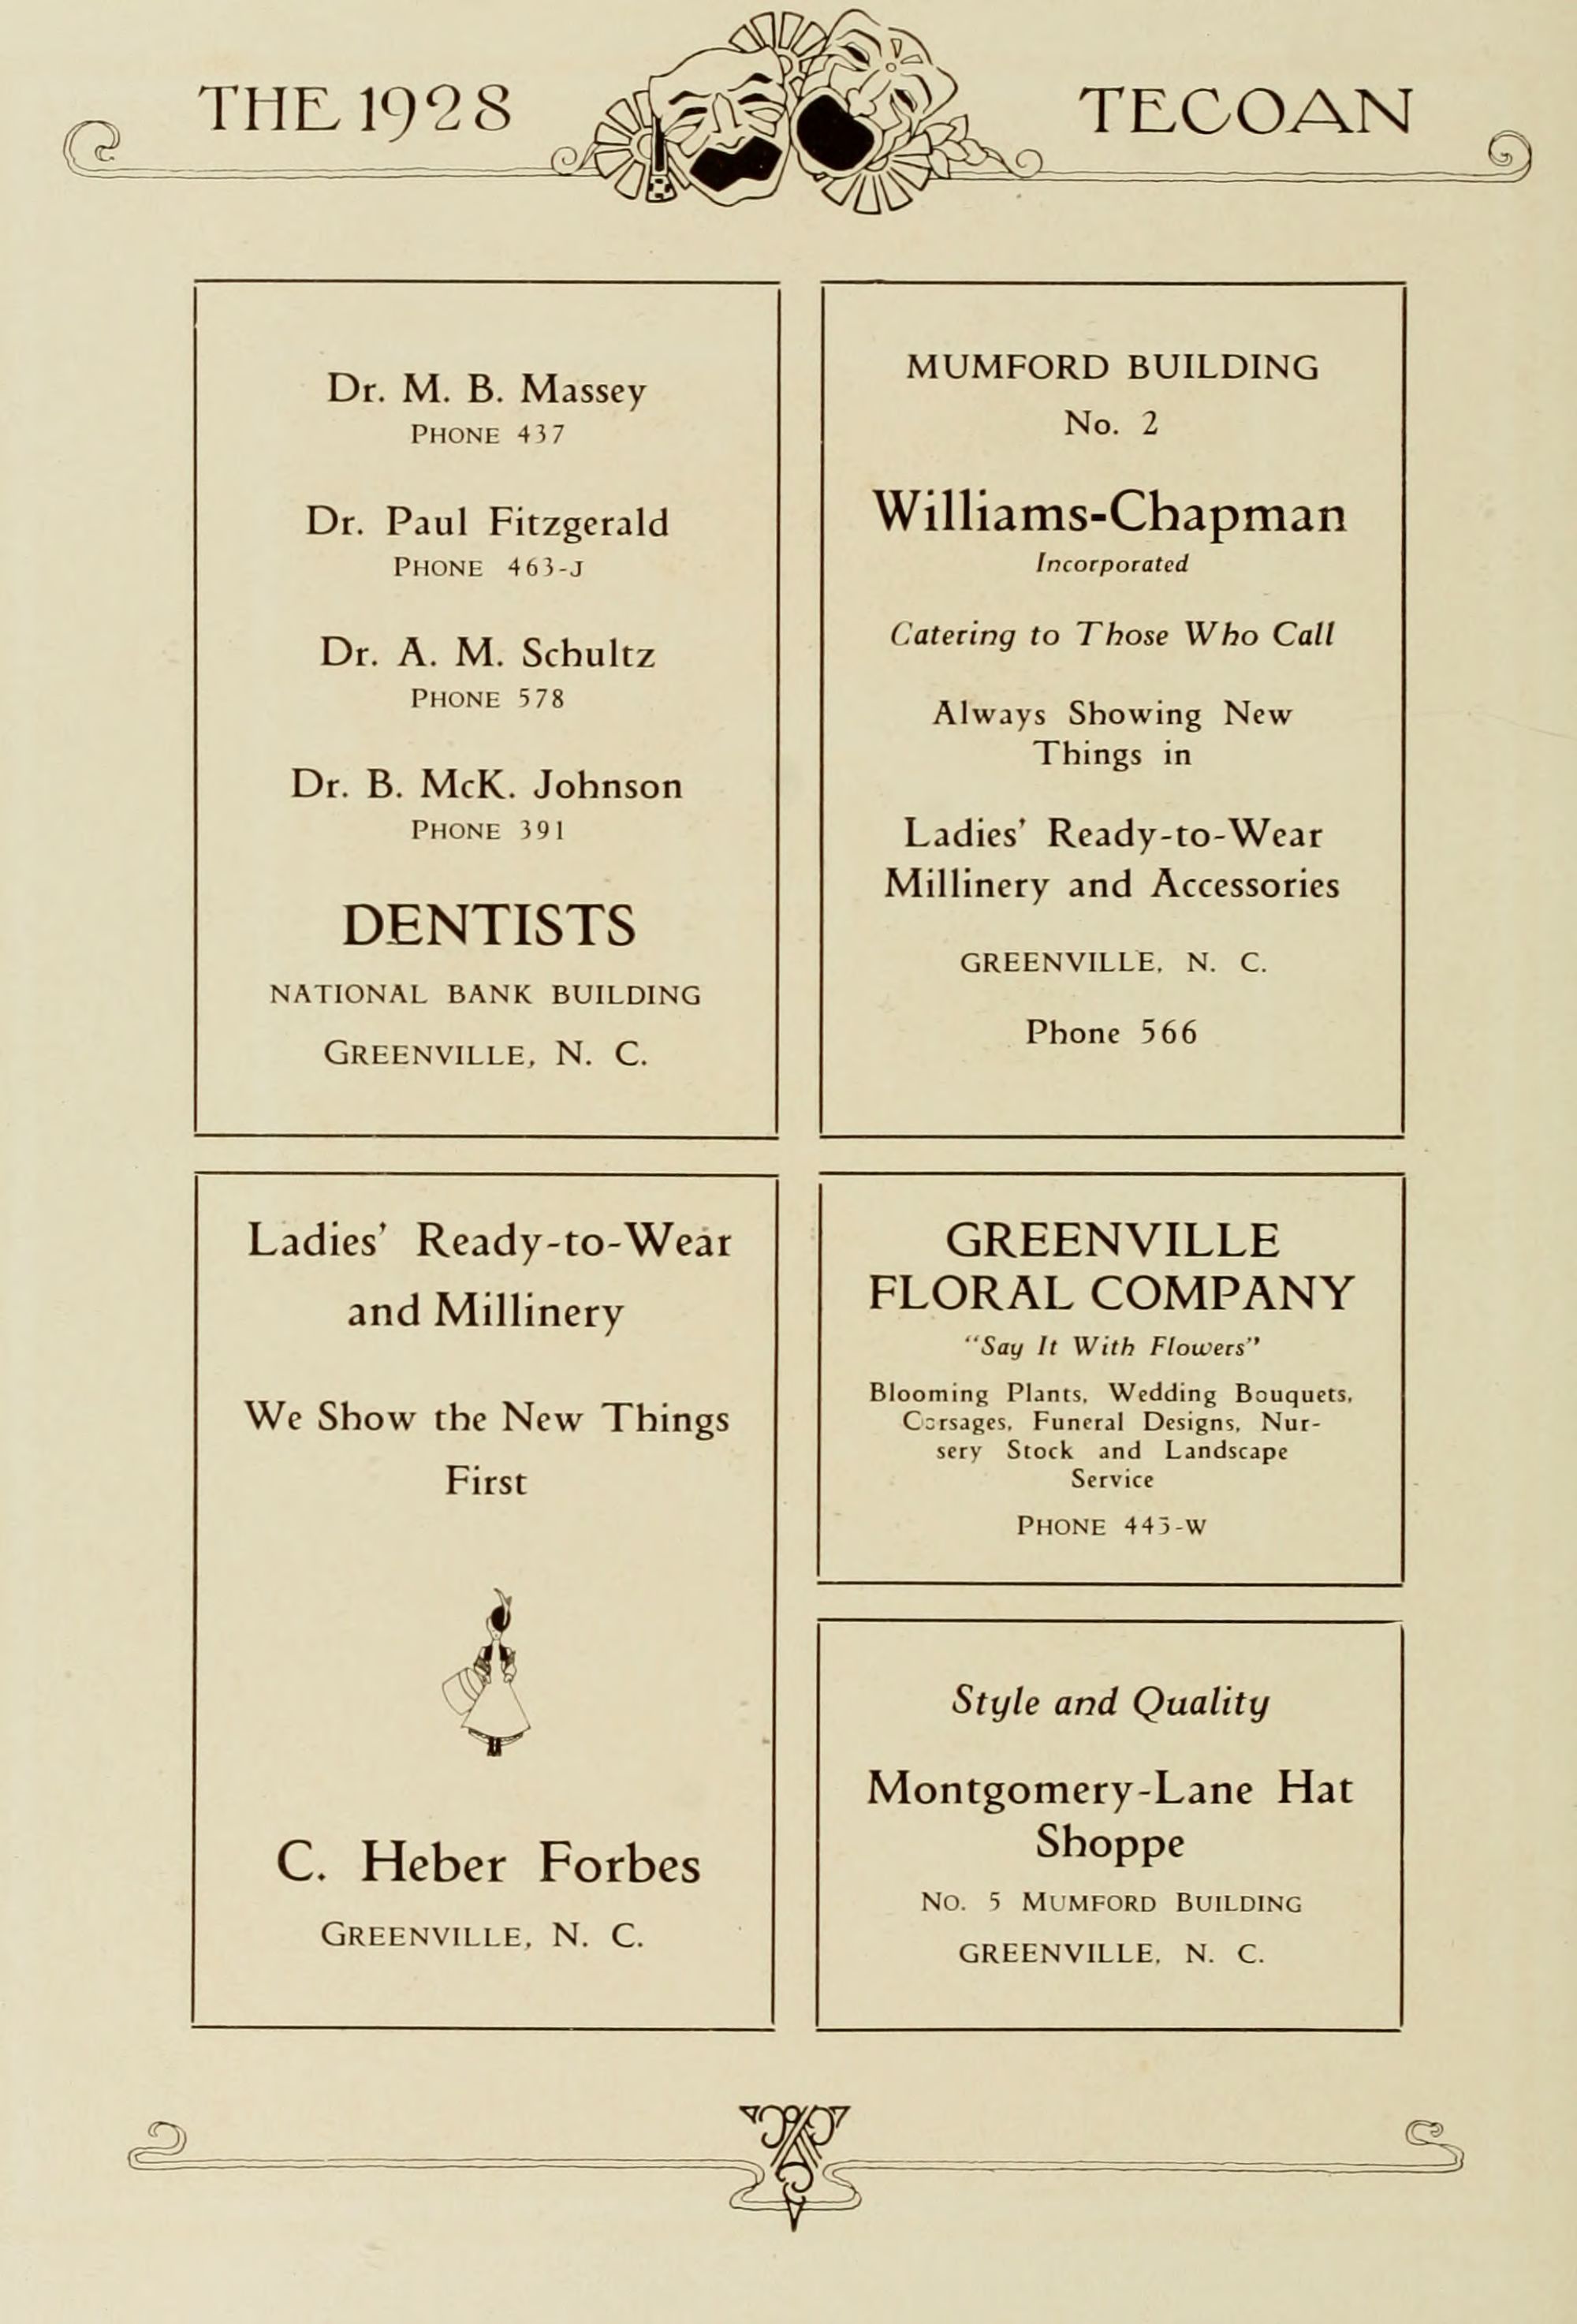 THE 1928 TECOAN
Dr. M. B. Massey
PHONE 437
Dr. Paul Fitzgerald
PHONE 463-J
Dr. A. M. Schultz
PHONE 578
Dr. B. McK. Johnson
PHONE 391
DENTISTS
NATIONAL BANK BUILDING
GREENVILLE, N. C.
MUMFORD BUILDING
No. 2
Williams-Chapman
Incorporated
Catering to Those Who Call
Always Showing New
Things in
Ladies' Ready-to-Wear
Millinery and Accessories
GREENVILLE, N. C.
Phone 566
Ladies' Ready-to-Wear
and Millinery
We Show the New Things
First
C. Heber Forbes
GREENVILLE, N. C.
GREENVILLE
FLORAL COMPANY
"Say It With Flowers"
Blooming Plants, Wedding Bouquets,
Corsages, Funeral Designs, Nur-
sery Stock and Landscape
Service
PHONE 443-W
Style and Quality
Montgomery-Lane Hat
Shoppe
NO. 5 MUMFORD BUILDING
GREENVILLE, N. C.